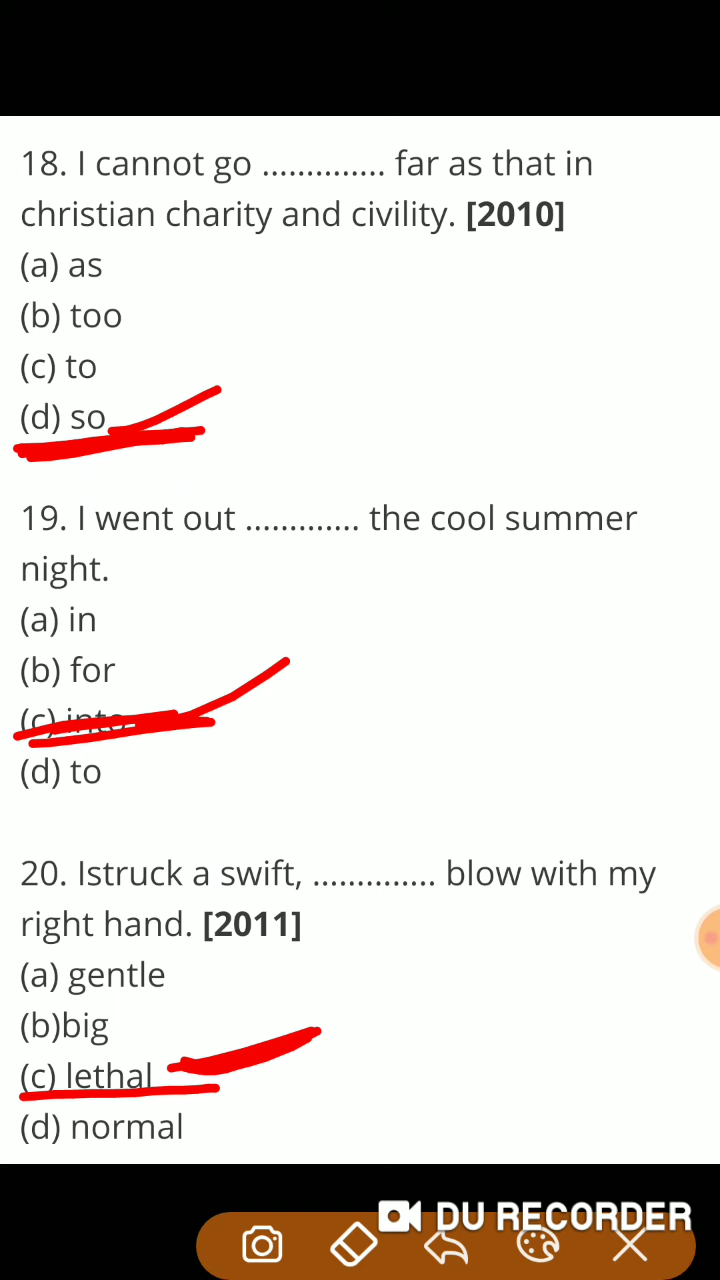 18. I cannot go .............. far as that in
christian charity and civility. [2010]
(a) as
(b) too
(c) to
(d) so
19. I went out ............. the cool summer
night.
(a) in
(b) for
(c) into
(d) to
20. Istruck a swift, .............. blow with my
right hand. [2011]
(a) gentle
(b)big
(c) lethal
(d) normal
DU RECORDER